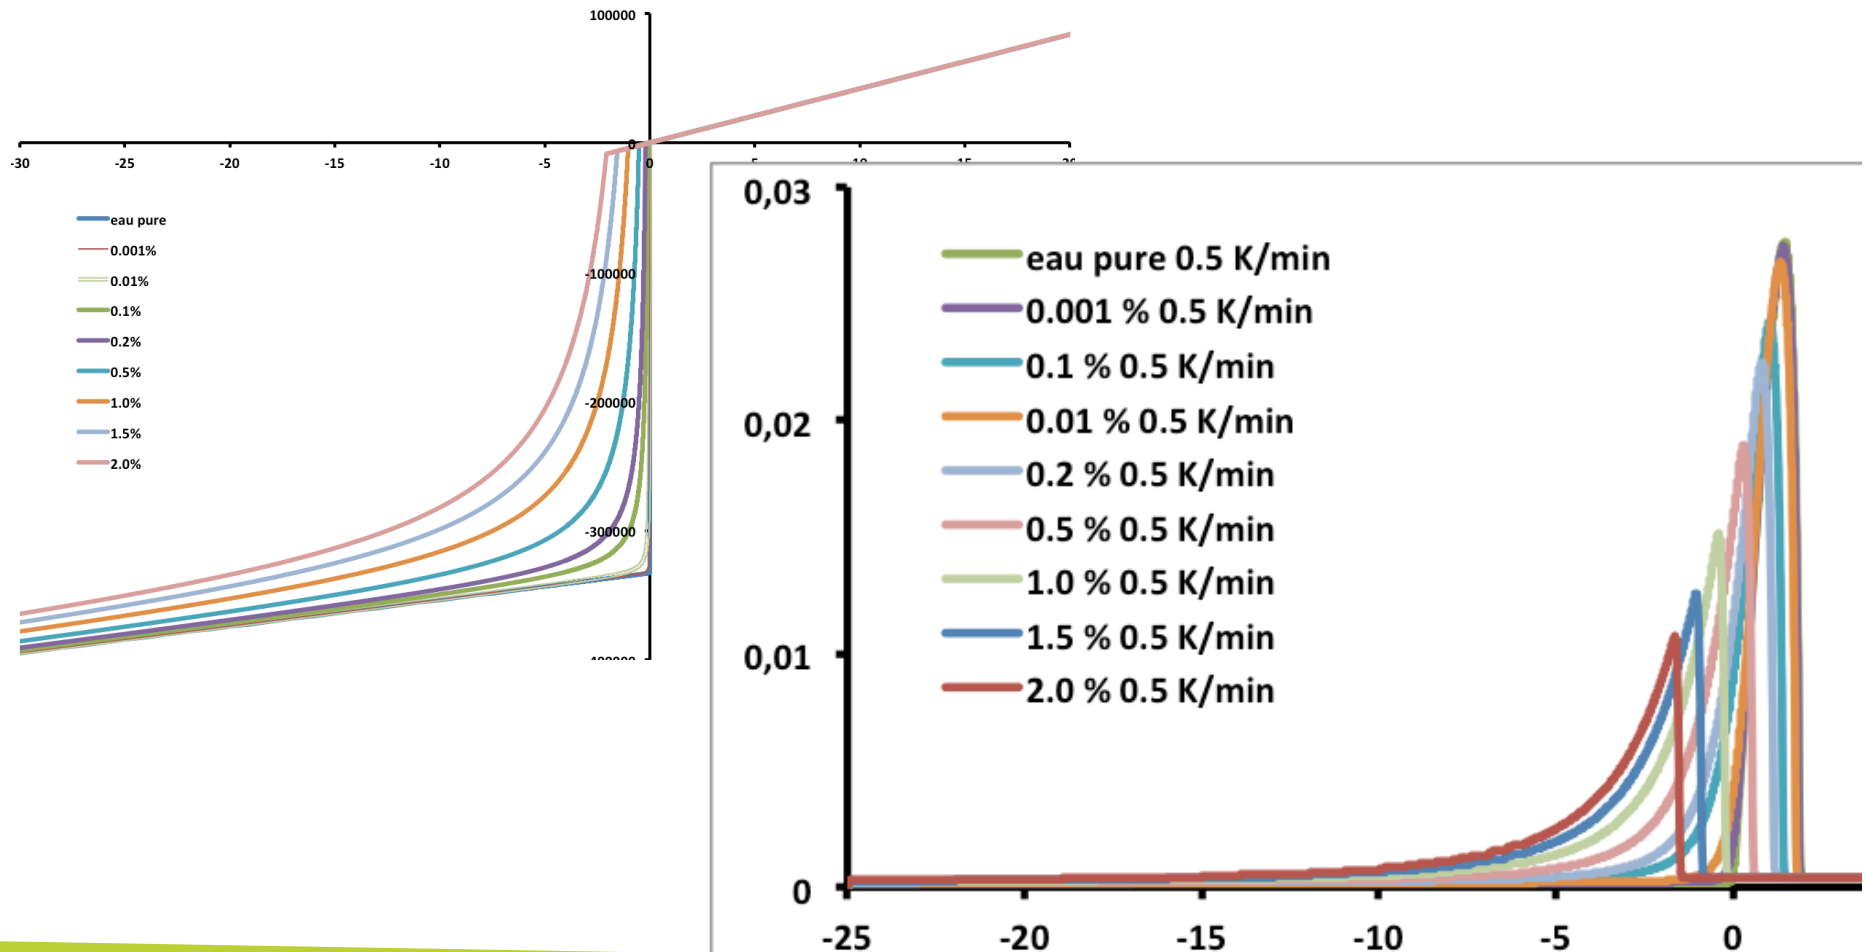 100000
0
-30 -25 -20 -15 -10 -5 0
eau pure
0.001%
0.01%
0.1%
0.2%
0.5%
1.0%
1.5%
2.0%
-100000
-200000
-300000
0,03
0,02
0,01
0
eau pure 0.5 K/min
0.001 % 0.5 K/min
0.1 % 0.5 K/min
0.01 % 0.5 K/min
0.2 % 0.5 K/min
0.5 % 0.5 K/min
1.0 % 0.5 K/min
1.5 % 0.5 K/min
2.0 % 0.5 K/min
-25 -20 -15 -10 -5 0